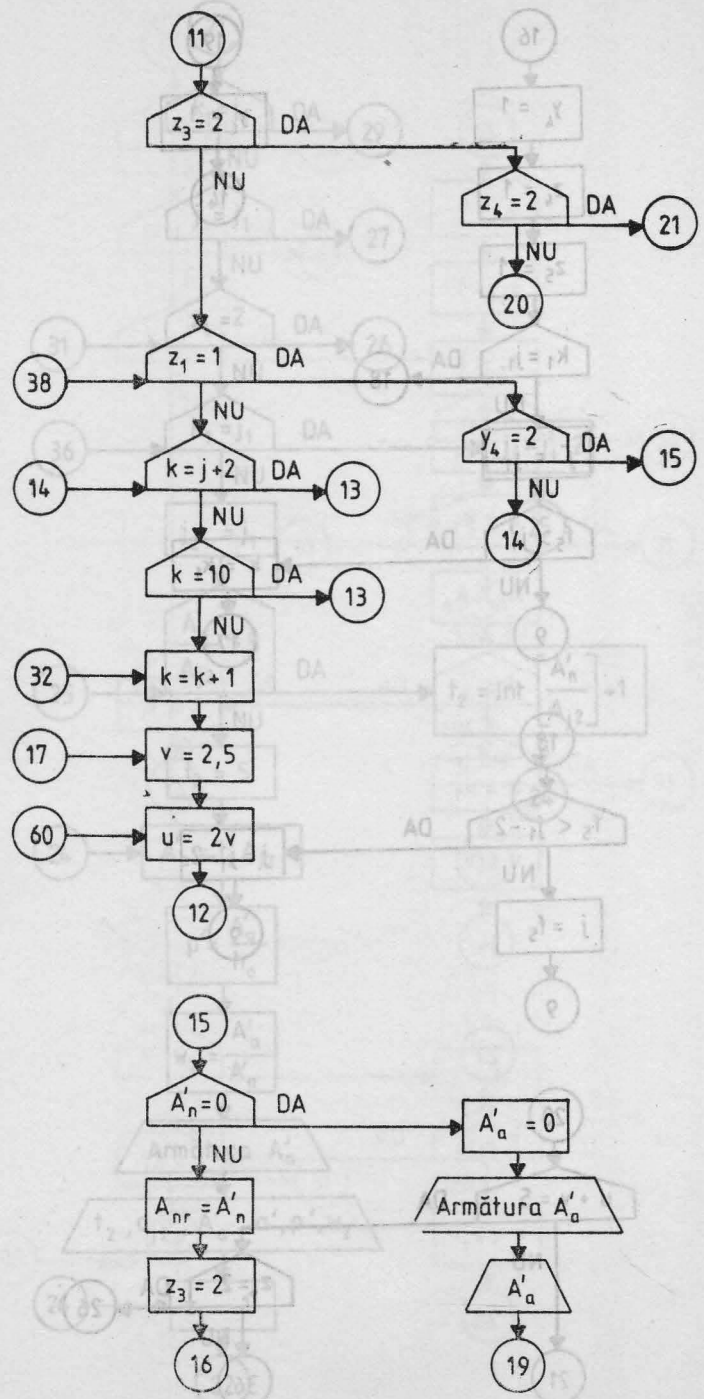 11
z₃ = 2 DA
NU
z₄ = 2 DA
21
NU
20
38
z₁ = 1 DA
NU
y₄ = 2 DA
15
NU
14
14
k = j+2 DA
13
NU
k = 10 DA
13
NU
32
k = k + 1
17
v = 2,5
60
u = 2v
12
15
A'ₙ = 0 DA
NU
Aₙᵣ = A'ₙ
z₃ = 2
16
A'ₐ = 0
Armătura A'ₐ
A'ₐ
19